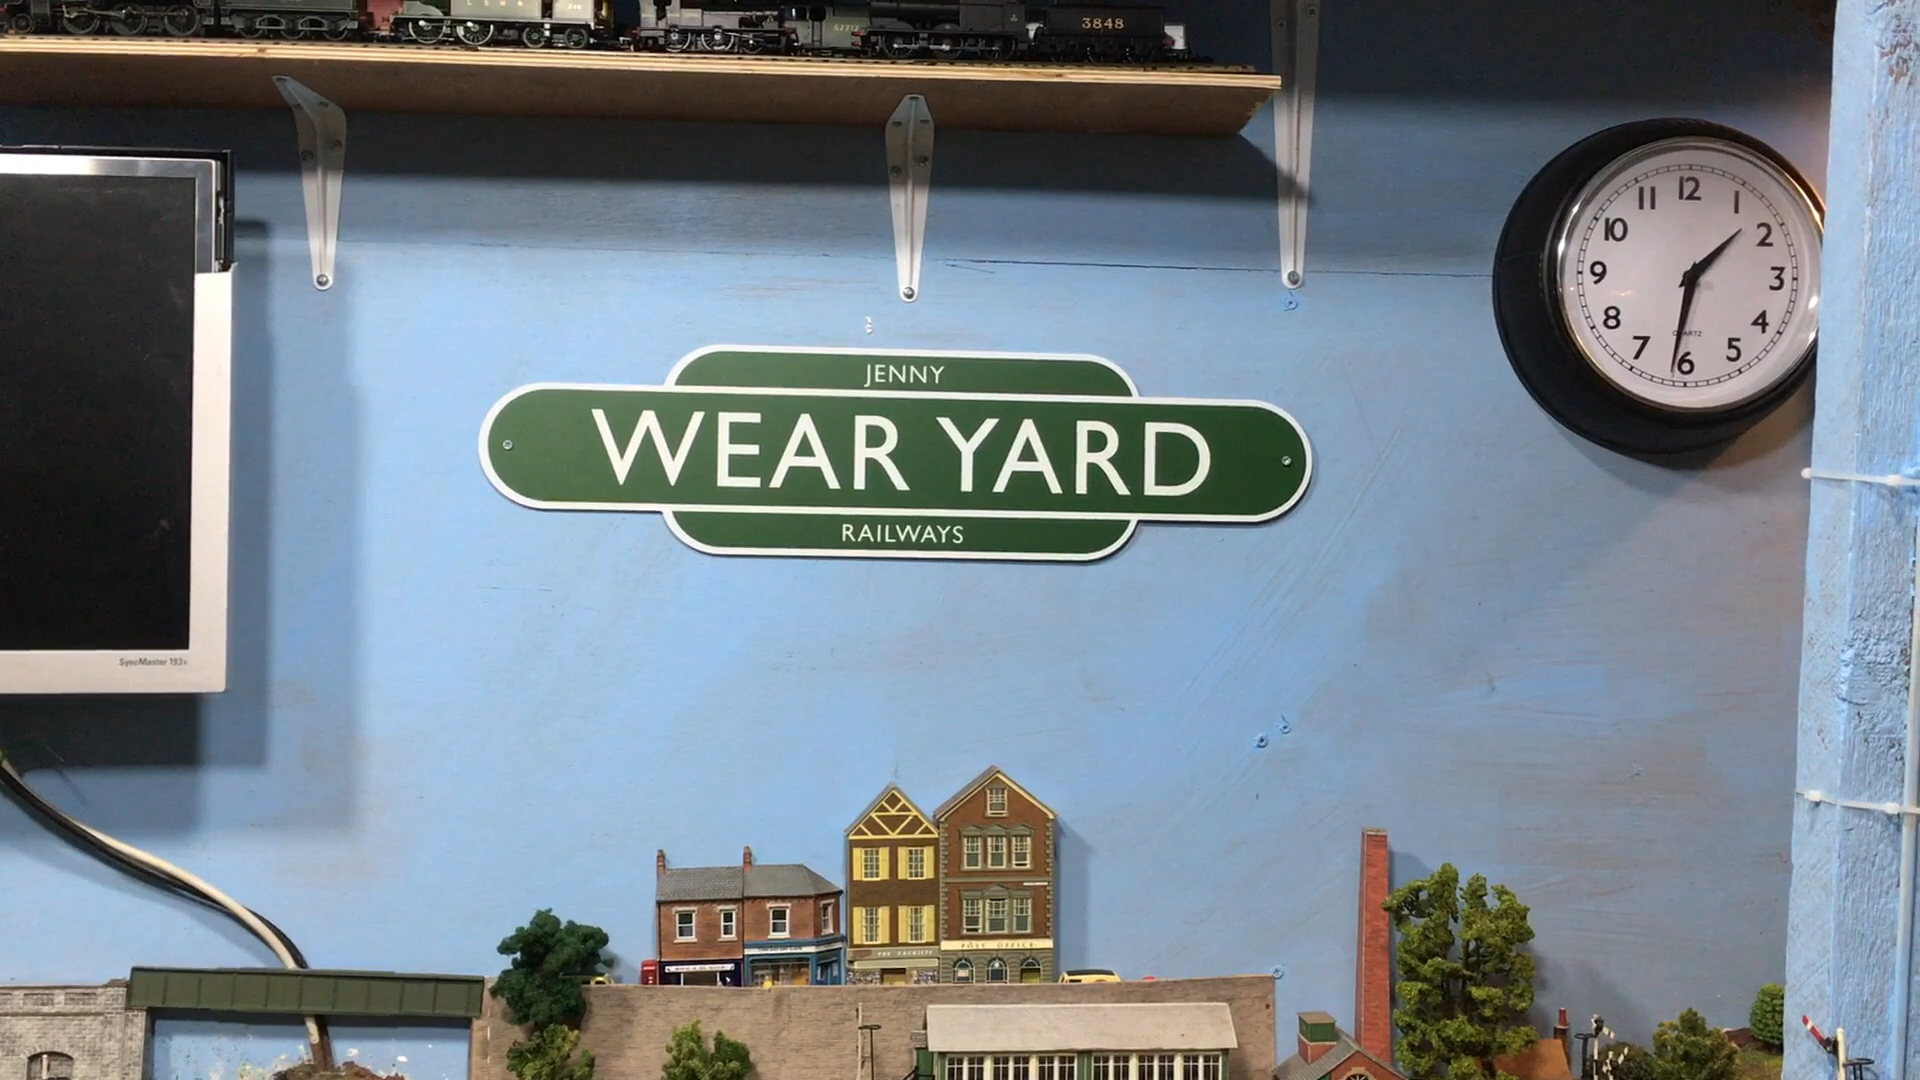 3848
12
11
1
10
2
9
3
8
4
7
5
6
QUARTZ
JENNY
WEAR YARD
RAILWAYS
SyncMaster 193v
POST OFFICE